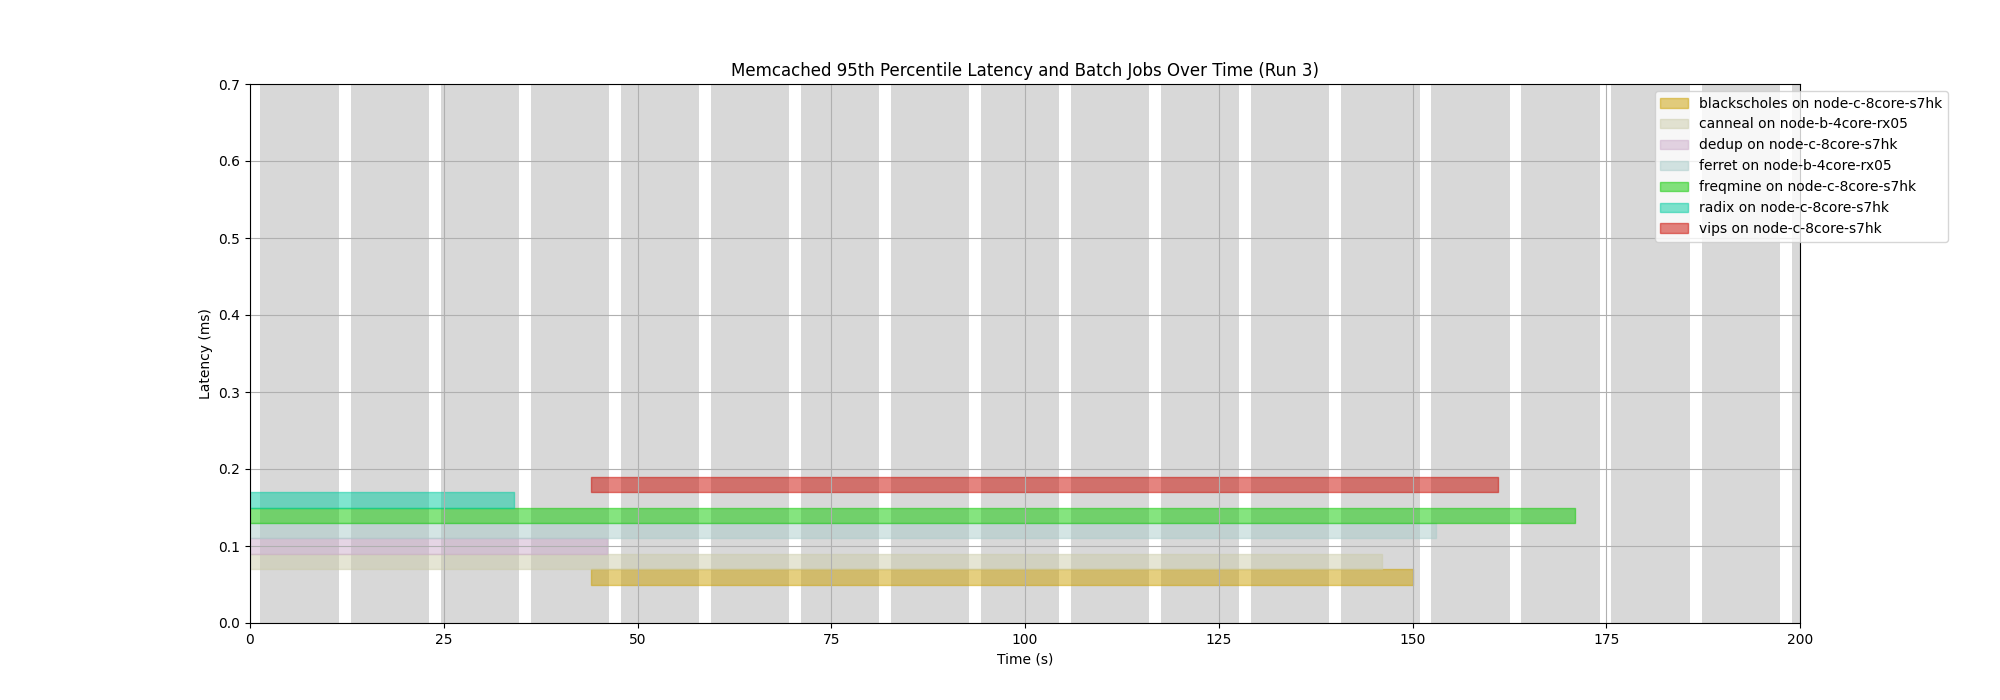 Memcached 95th Percentile Latency and Batch Jobs Over Time (Run 3)
0.7
0.6
0.5
0.4
0.3
0.2
0.1
0.0
Latency (ms)
blackscholes on node-c-8core-s7hk
canneal on node-b-4core-rx05
dedup on node-c-8core-s7hk
ferret on node-b-4core-rx05
freqmine on node-c-8core-s7hk
radix on node-c-8core-s7hk
vips on node-c-8core-s7hk
0 25 50 75 100 125 150 175 200
Time (s)